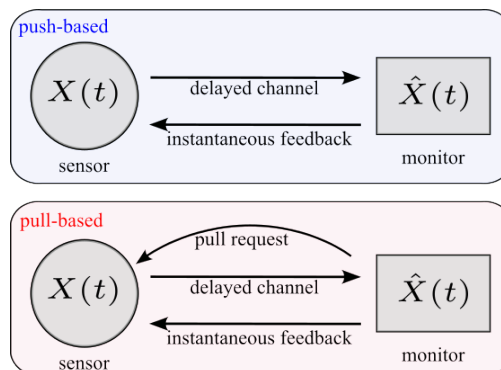 push-based
X(t)
delayed channel
X̂(t)
instantaneous feedback
sensor
monitor
pull-based
pull request
X(t)
delayed channel
X̂(t)
instantaneous feedback
sensor
monitor